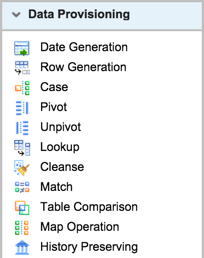 Data Provisioning
Date Generation
Row Generation
Case
Pivot
Unpivot
Lookup
Cleanse
Match
Table Comparison
Map Operation
History Preserving